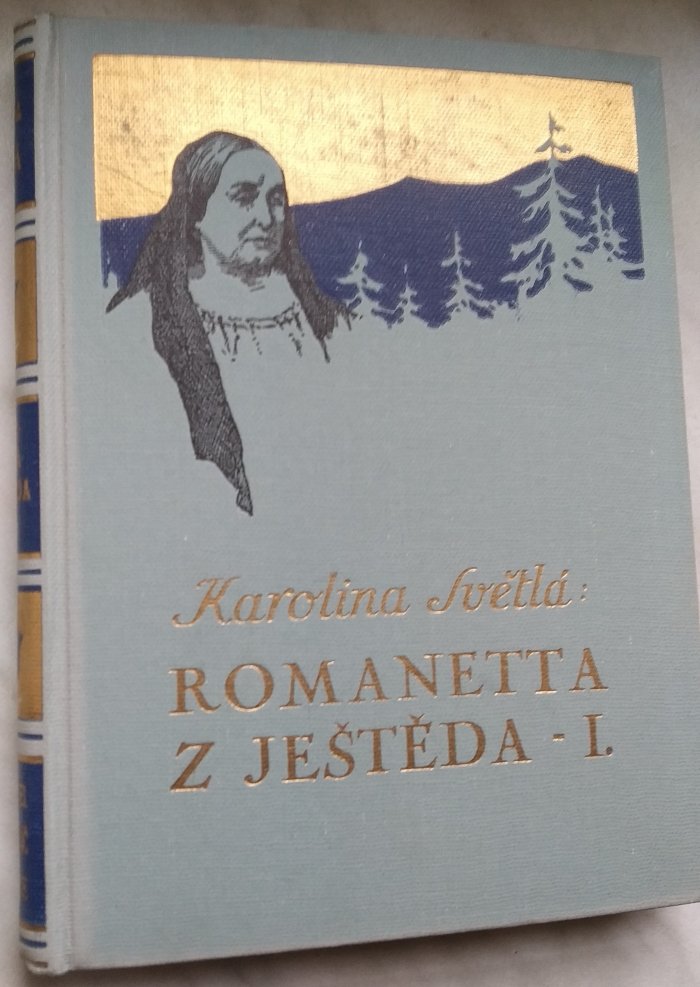 Karolina Světlá:
ROMANETTA
Z JEŠTĚDA - I.